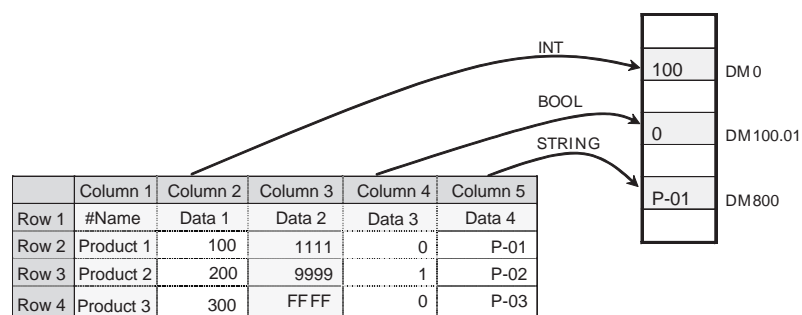 INT
100 DM0
BOOL
0 DM100.01
STRING
P-01 DM800
Column 1 Column 2 Column 3 Column 4 Column 5
Row 1 #Name Data 1 Data 2 Data 3 Data 4
Row 2 Product 1 100 1111 0 P-01
Row 3 Product 2 200 9999 1 P-02
Row 4 Product 3 300 FFFF 0 P-03